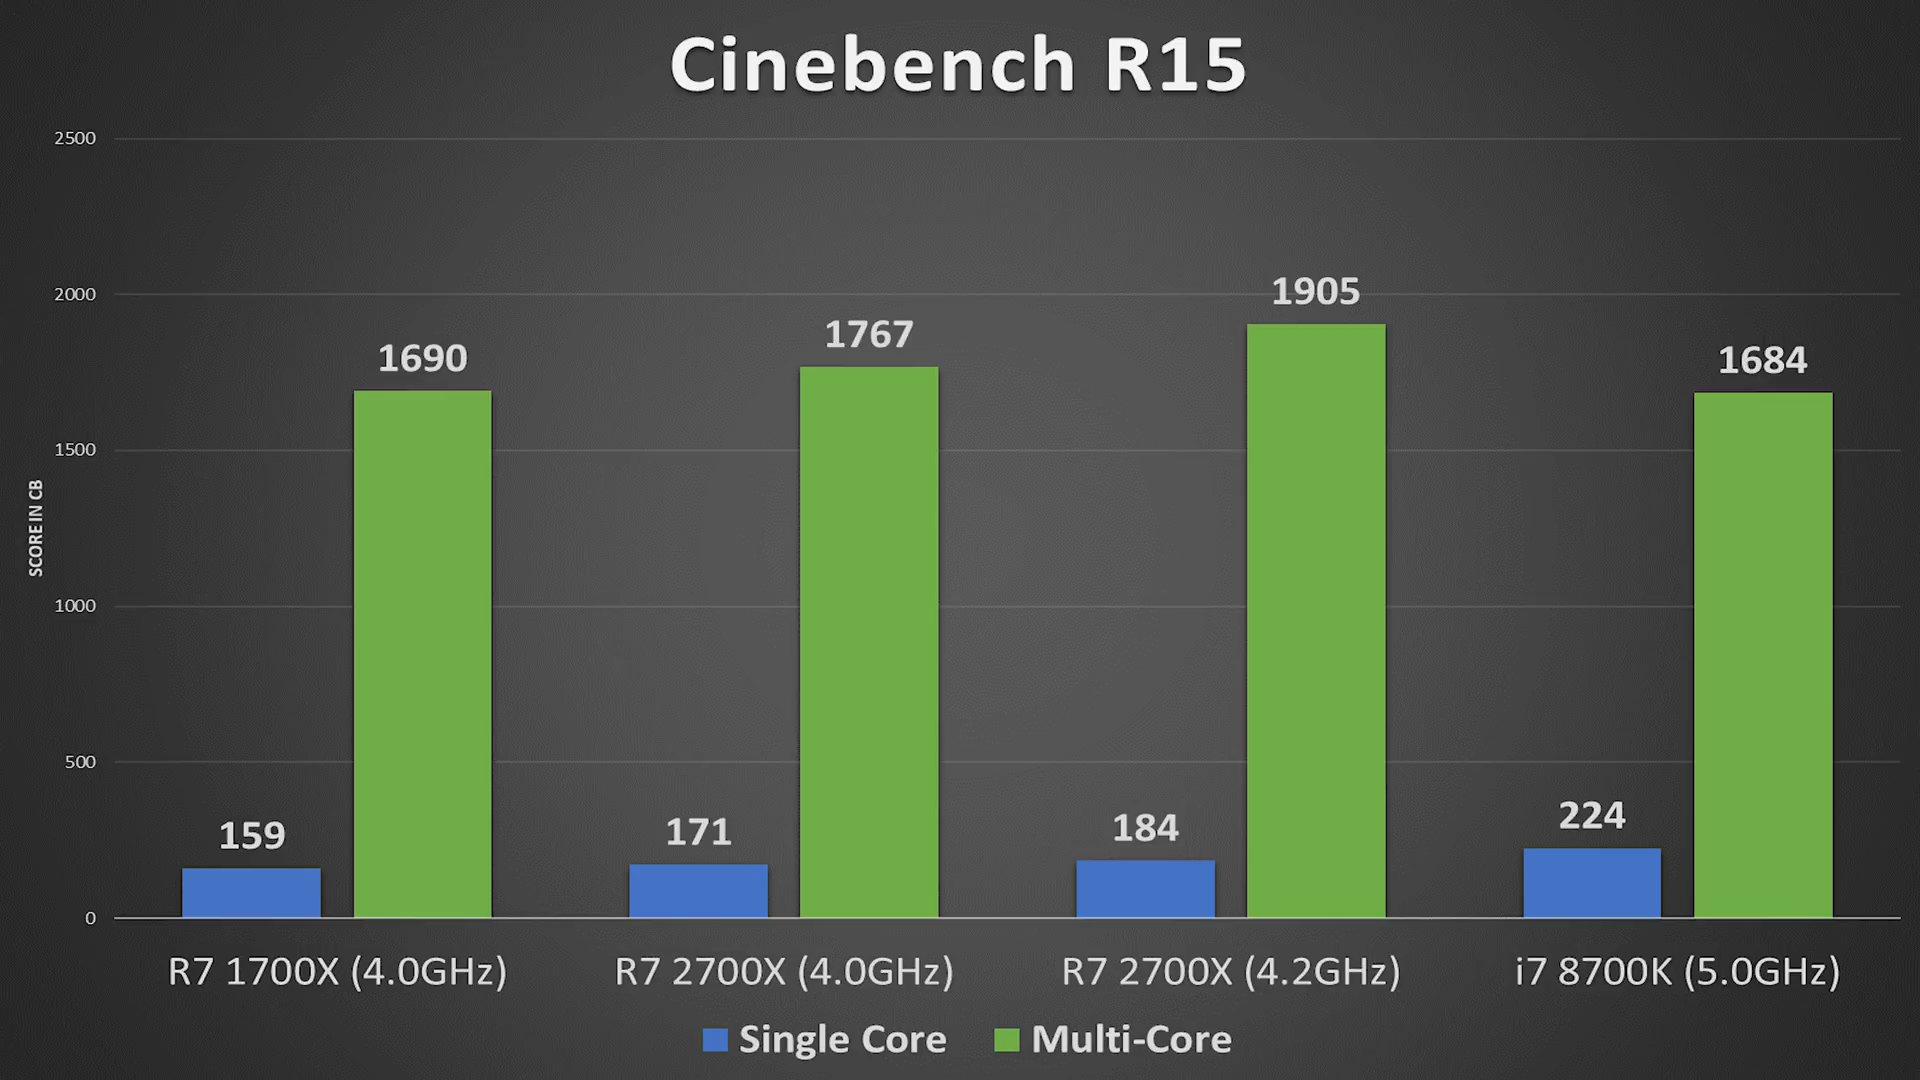 Cinebench R15
2500
2000
1500
1000
500
0
SCORE IN CB
159
1690
171
1767
184
1905
224
1684
R7 1700X (4.0GHz)
R7 2700X (4.0GHz)
R7 2700X (4.2GHz)
i7 8700K (5.0GHz)
Single Core
Multi-Core